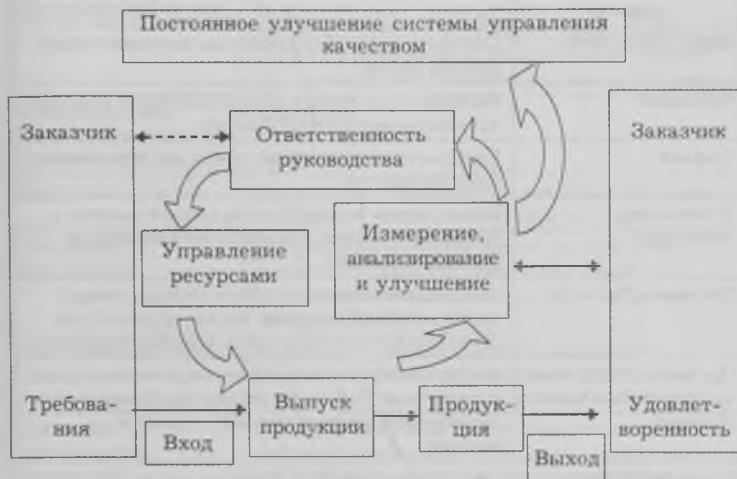 Постоянное улучшение системы управления
качеством
Заказчик
Ответственность
руководства
Заказчик
Управление
ресурсами
Измерение,
анализирование
и улучшение
Требова-
ния
Выпуск
продукции
Продук-
ция
Удовлет-
воренность
Вход
Выход